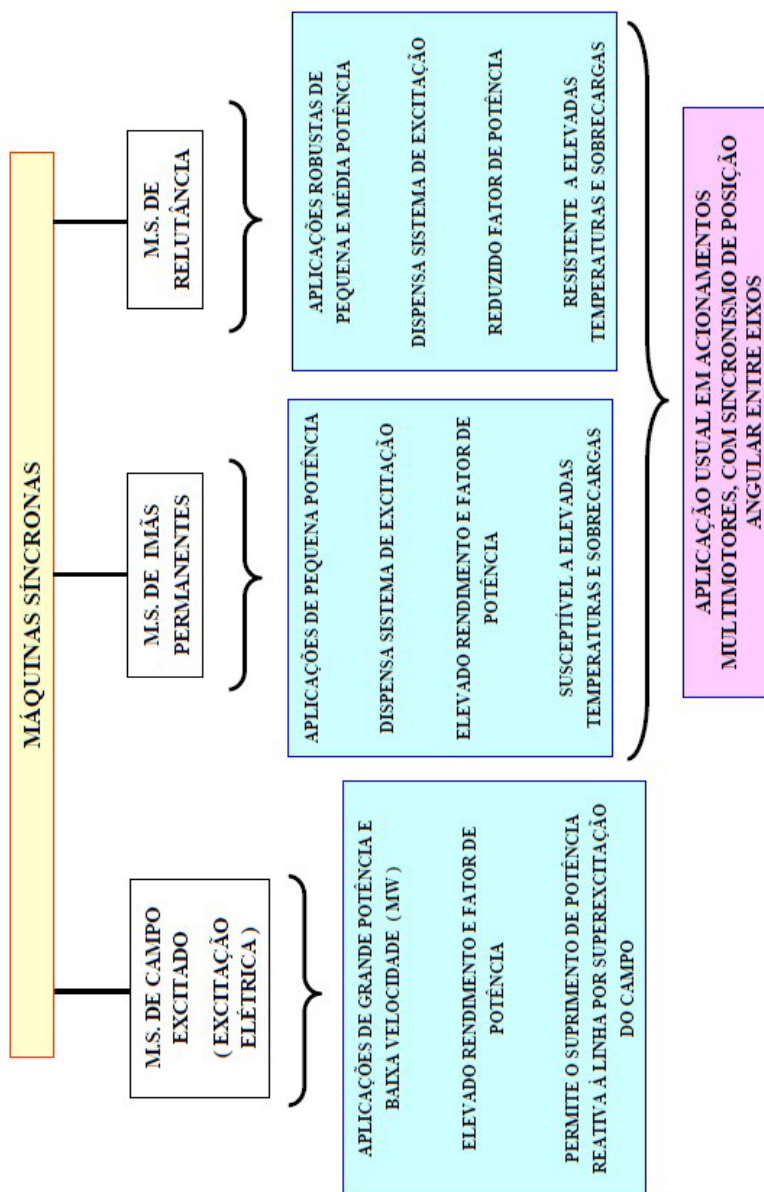 MÁQUINAS SÍNCRONAS
M.S. DE CAMPO
EXCITADO
( EXCITAÇÃO
ELÉTRICA )
APLICAÇÕES DE GRANDE POTÊNCIA E
BAIXA VELOCIDADE ( MW )
ELEVADO RENDIMENTO E FATOR DE
POTÊNCIA
PERMITE O SUPRIMENTO DE POTÊNCIA
REATIVA À LINHA POR SUPEREXCITAÇÃO
DO CAMPO
M.S. DE IMÃS
PERMANENTES
APLICAÇÕES DE PEQUENA POTÊNCIA
DISPENSA SISTEMA DE EXCITAÇÃO
ELEVADO RENDIMENTO E FATOR DE
POTÊNCIA
SUSCEPTÍVEL A ELEVADAS
TEMPERATURAS E SOBRECARGAS
M.S. DE
RELUTÂNCIA
APLICAÇÕES ROBUSTAS DE
PEQUENA E MÉDIA POTÊNCIA
DISPENSA SISTEMA DE EXCITAÇÃO
REDUZIDO FATOR DE POTÊNCIA
RESISTENTE A ELEVADAS
TEMPERATURAS E SOBRECARGAS
APLICAÇÃO USUAL EM ACIONAMENTOS
MULTIMOTORES, COM SINCRONISMO DE POSIÇÃO
ANGULAR ENTRE EIXOS